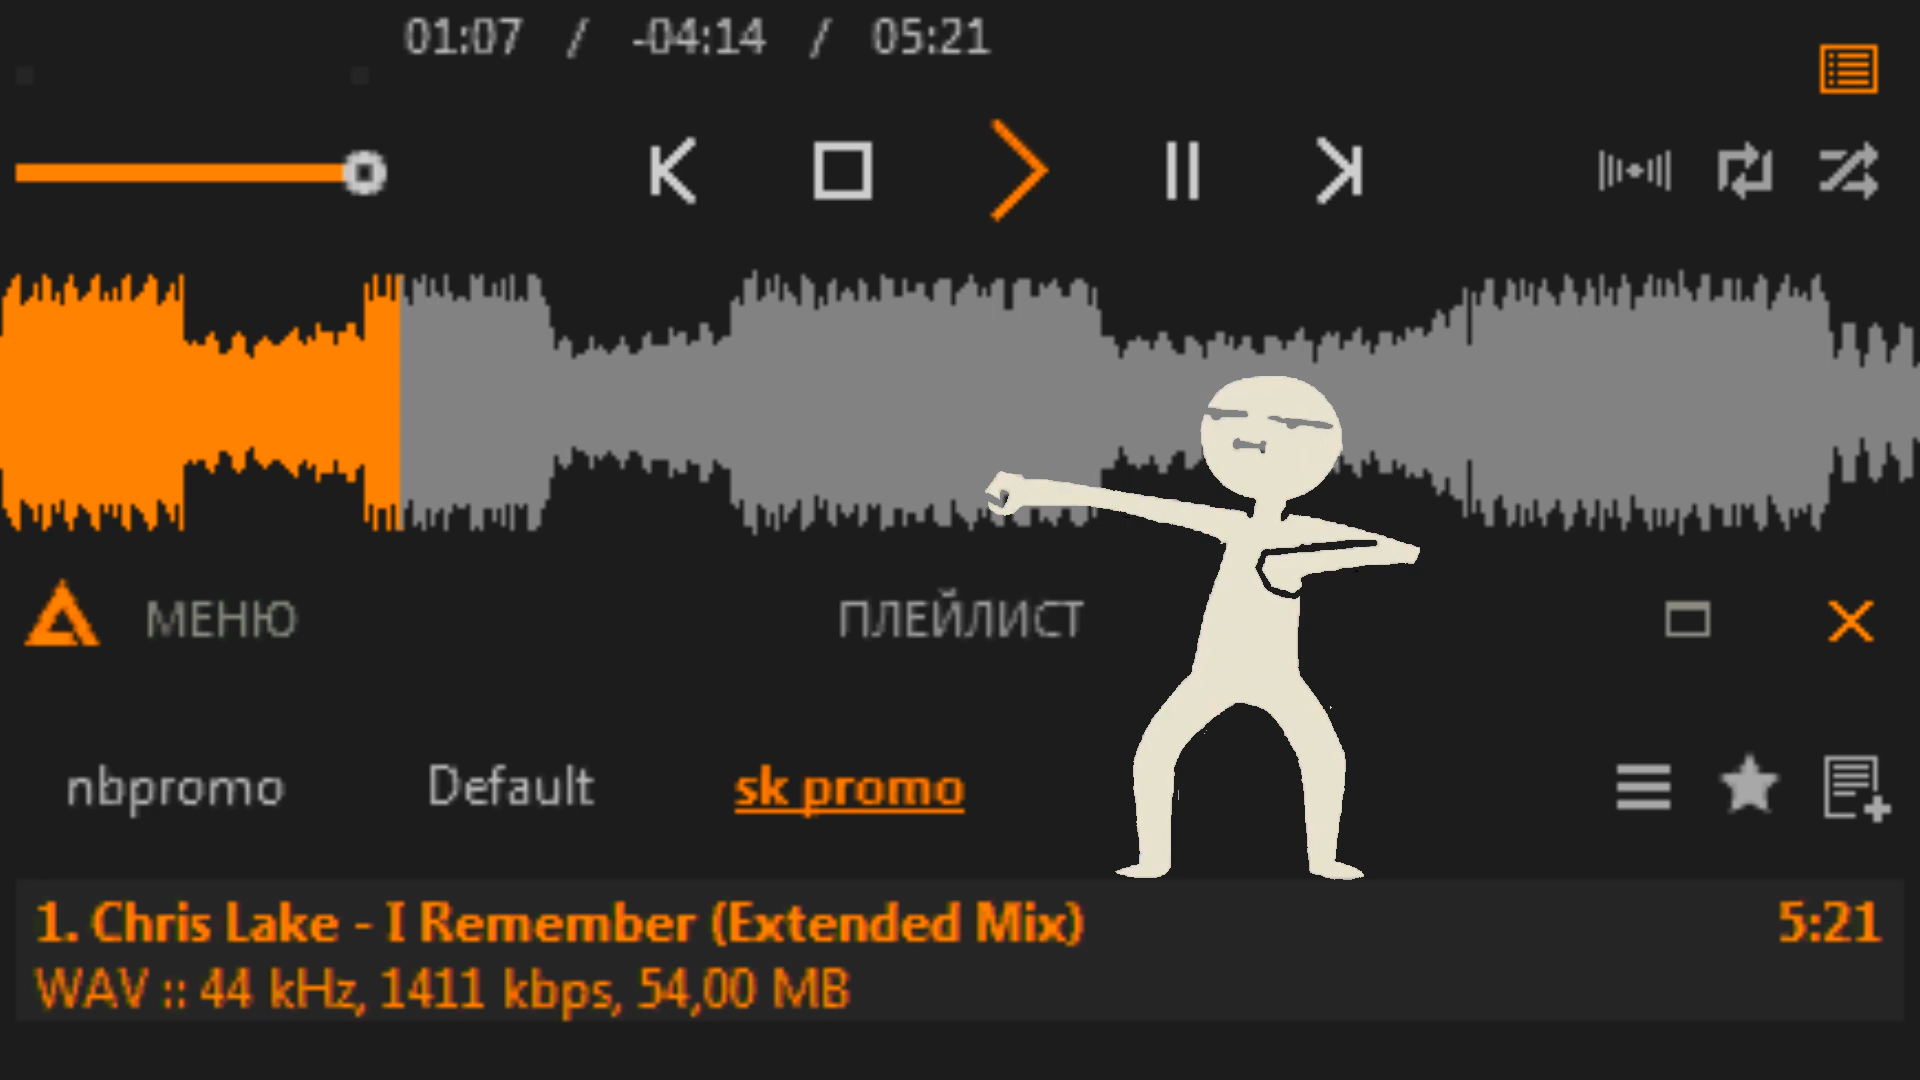 01:07 / -04:14 / 05:21
МЕНЮ ПЛЕЙЛИСТ
nbpromo Default sk promo
1. Chris Lake - I Remember (Extended Mix) 5:21
WAV :: 44 kHz, 1411 kbps, 54,00 MB